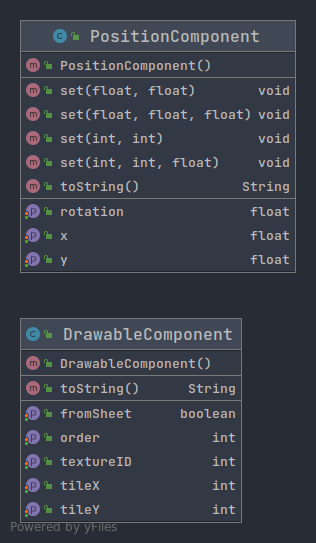 PositionComponent
PositionComponent()
set(float, float) void
set(float, float, float) void
set(int, int) void
set(int, int, float) void
toString() String
rotation float
x float
y float
DrawableComponent
DrawableComponent()
toString() String
fromSheet boolean
order int
textureID int
tileX int
tileY int
Powered by yFiles